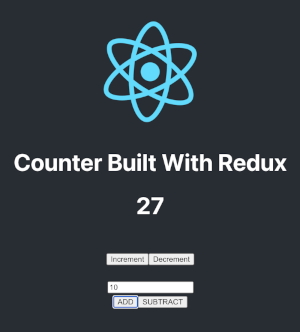 Counter Built With Redux
27
Increment Decrement
10
ADD SUBTRACT